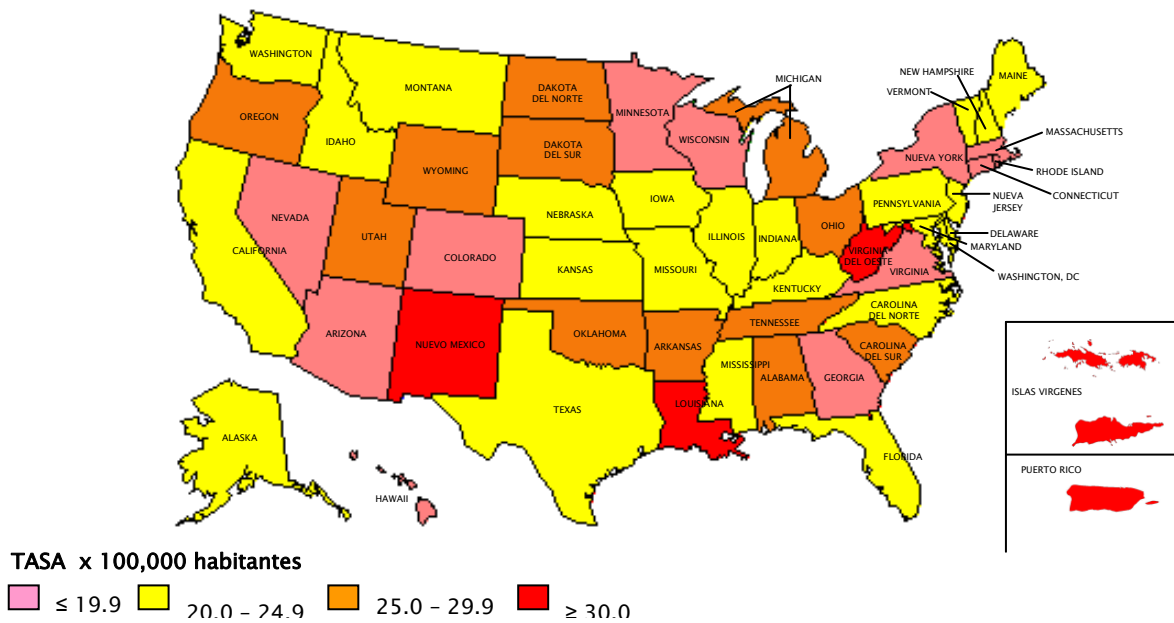 WASHINGTON
MONTANA
DAKOTA
DEL NORTE
MINNESOTA
MICHIGAN
NEW HAMPSHIRE
VERMONT
MAINE
OREGON
IDAHO
WYOMING
DAKOTA
DEL SUR
WISCONSIN
NUEVA YORK
MASSACHUSETTS
RHODE ISLAND
CONNECTICUT
NEVADA
UTAH
COLORADO
NEBRASKA
IOWA
ILLINOIS
INDIANA
OHIO
PENNSYLVANIA
NUEVA
JERSEY
DELAWARE
MARYLAND
WASHINGTON, DC
CALIFORNIA
KANSAS
MISSOURI
KENTUCKY
VIRGINIA
DEL OESTE
VIRGINIA
ARIZONA
NUEVO MEXICO
OKLAHOMA
ARKANSAS
TENNESSEE
CAROLINA
DEL NORTE
CAROLINA
DEL SUR
MISSISSIPPI
ALABAMA
GEORGIA
TEXAS
LOUISIANA
FLORIDA
ALASKA
HAWAII
ISLAS VIRGENES
PUERTO RICO
TASA x 100,000 habitantes
≤ 19.9
20.0 – 24.9
25.0 – 29.9
≥ 30.0